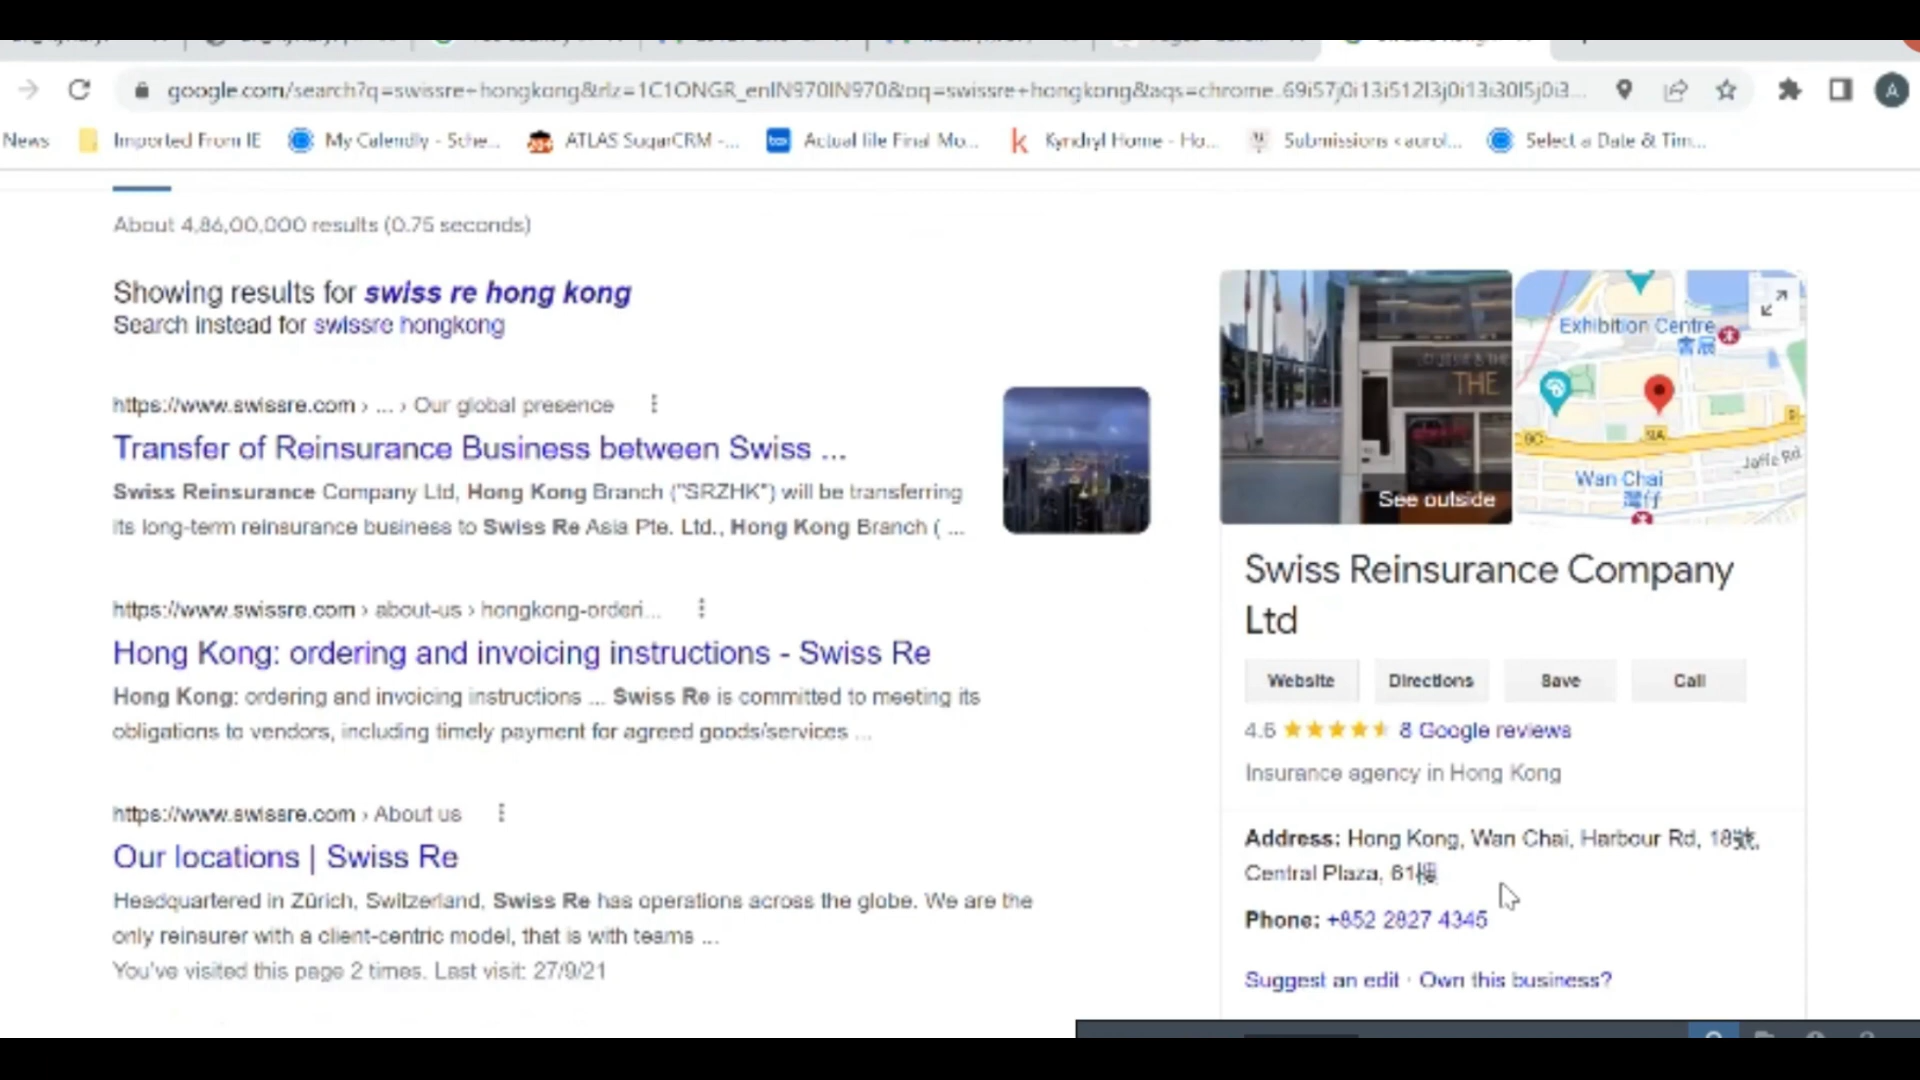 google.com/search?q=swissre+hongkong&rlz=1C1ONGR_enIN970IN970&oq=swissre+hongkong&aqs=chrome..69i57j0i13i512l3j0i13i30l5j0i3...
A
News
Imported From IE
My Calendly - Sche...
ATLAS SugarCRM -...
Actual life Final Mo...
Kyndryl Home - Ho...
Submissions ‹ aurol...
Select a Date & Tim...
About 4,86,00,000 results (0.75 seconds)
Showing results for swiss re hong kong
Search instead for swissre hongkong
https://www.swissre.com › ... › Our global presence
Transfer of Reinsurance Business between Swiss ...
Swiss Reinsurance Company Ltd, Hong Kong Branch ("SRZHK") will be transferring
its long-term reinsurance business to Swiss Re Asia Pte. Ltd., Hong Kong Branch ( ...
https://www.swissre.com › about-us › hongkong-orderi...
Hong Kong: ordering and invoicing instructions - Swiss Re
Hong Kong: ordering and invoicing instructions ... Swiss Re is committed to meeting its
obligations to vendors, including timely payment for agreed goods/services ...
https://www.swissre.com › About us
Our locations | Swiss Re
Headquartered in Zürich, Switzerland, Swiss Re has operations across the globe. We are the
only reinsurer with a client-centric model, that is with teams ...
You've visited this page 2 times. Last visit: 27/9/21
THE
See outside
Exhibition Centre
會展
Wan Chai
灣仔
Jaffe Rd
Swiss Reinsurance Company
Ltd
Website
Directions
Save
Call
4.6
8 Google reviews
Insurance agency in Hong Kong
Address: Hong Kong, Wan Chai, Harbour Rd, 18號,
Central Plaza, 61樓
Phone: +852 2827 4345
Suggest an edit · Own this business?